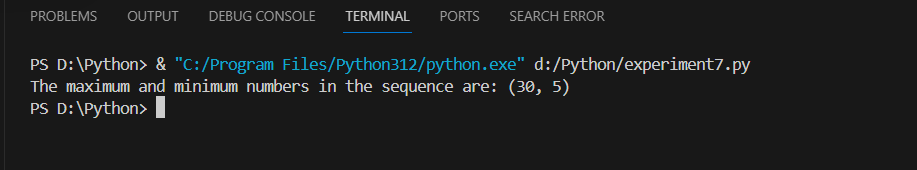 PROBLEMS OUTPUT DEBUG CONSOLE TERMINAL PORTS SEARCH ERROR
PS D:\Python> & "C:/Program Files/Python312/python.exe" d:/Python/experiment7.py
The maximum and minimum numbers in the sequence are: (30, 5)
PS D:\Python>